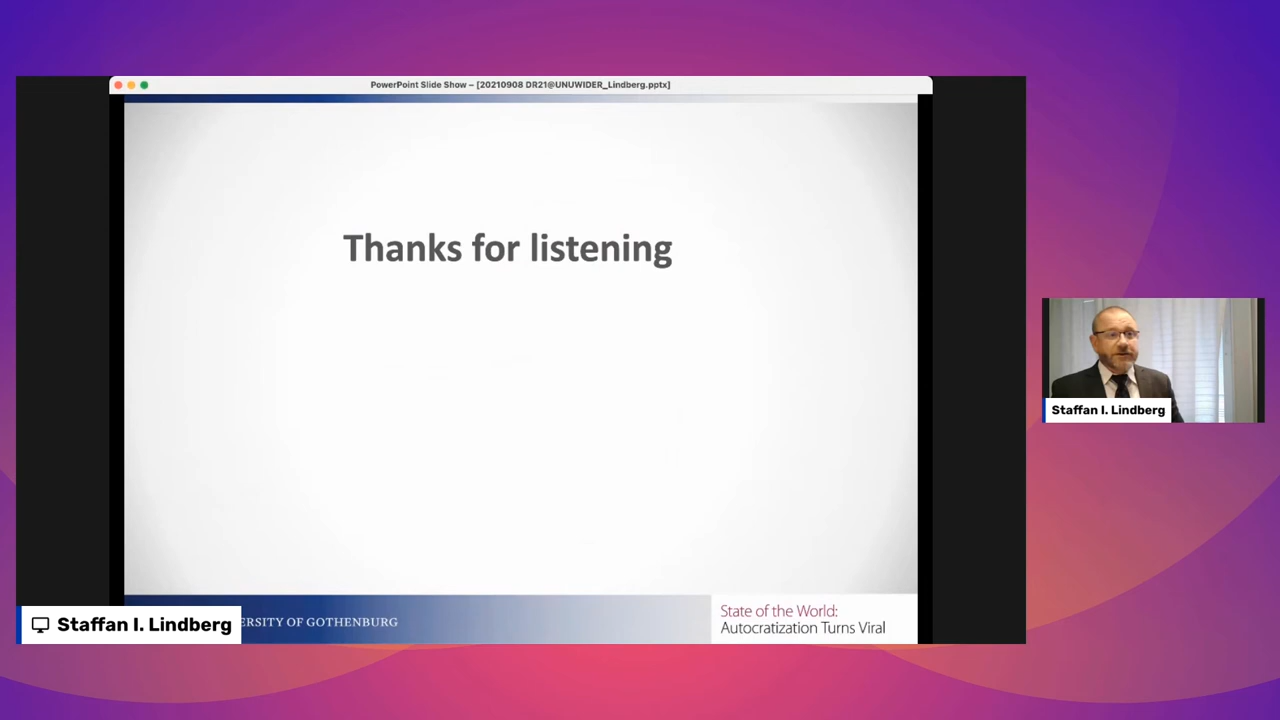 PowerPoint Slide Show – [20210908 DR21@UNUWIDER_Lindberg.pptx]
Thanks for listening
Staffan I. Lindberg
Staffan I. Lindberg
ERSITY OF GOTHENBURG
State of the World:
Autocratization Turns Viral